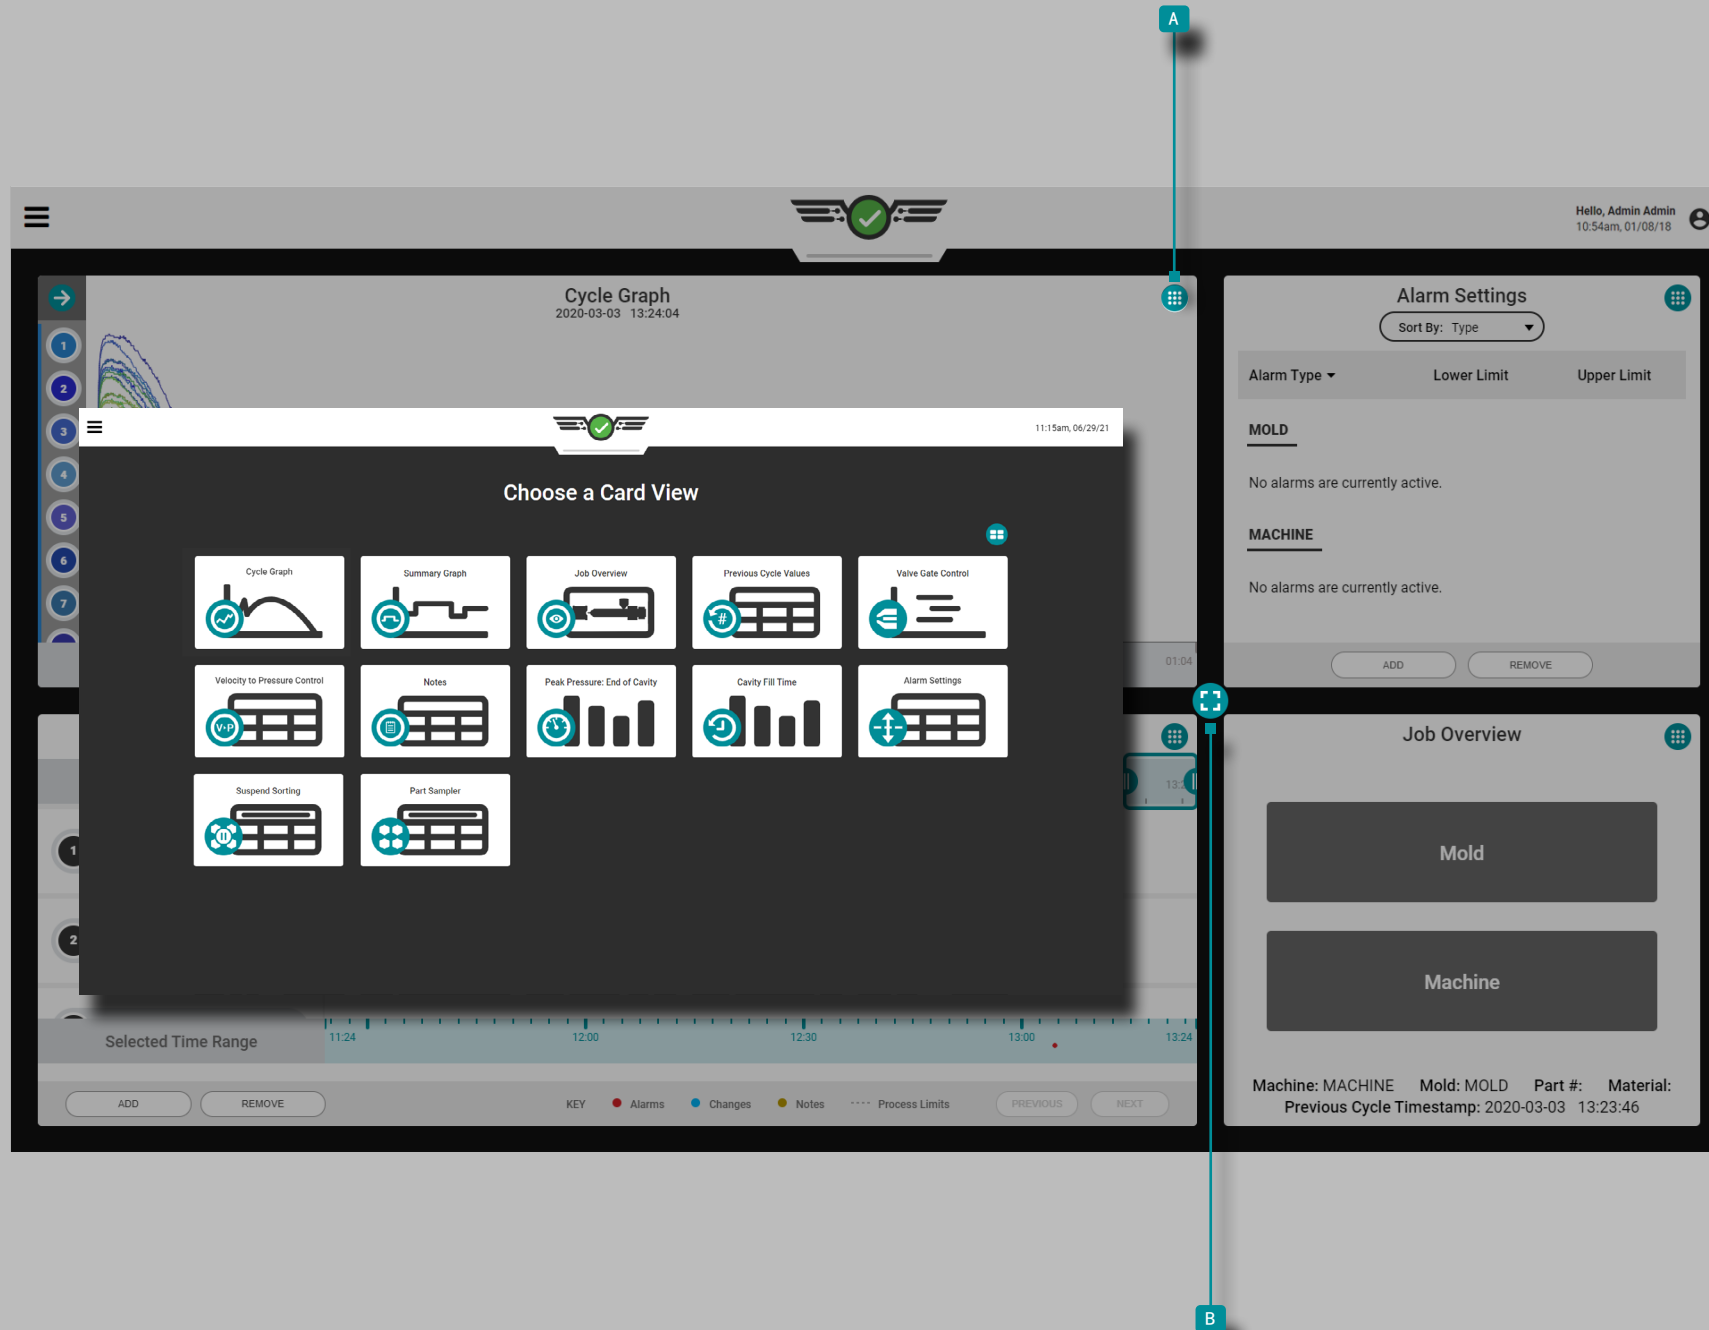 A
Hello, Admin Admin
10:54am, 01/08/18
Cycle Graph
2020-03-03 13:24:04
1
2
3
4
5
6
7
01:04
Alarm Settings
Sort By: Type
Alarm Type Lower Limit Upper Limit
MOLD
No alarms are currently active.
MACHINE
No alarms are currently active.
ADD REMOVE
11:15am, 06/29/21
Choose a Card View
Cycle Graph
Summary Graph
Job Overview
Previous Cycle Values
#
Valve Gate Control
Velocity to Pressure Control
V›P
Notes
Peak Pressure: End of Cavity
Cavity Fill Time
Alarm Settings
Suspend Sorting
Part Sampler
1
2
Selected Time Range
11:24 12:00 12:30 13:00 13:24
ADD REMOVE
KEY Alarms Changes Notes Process Limits
PREVIOUS NEXT
Job Overview
Mold
Machine
Machine: MACHINE Mold: MOLD Part #: Material:
Previous Cycle Timestamp: 2020-03-03 13:23:46
B